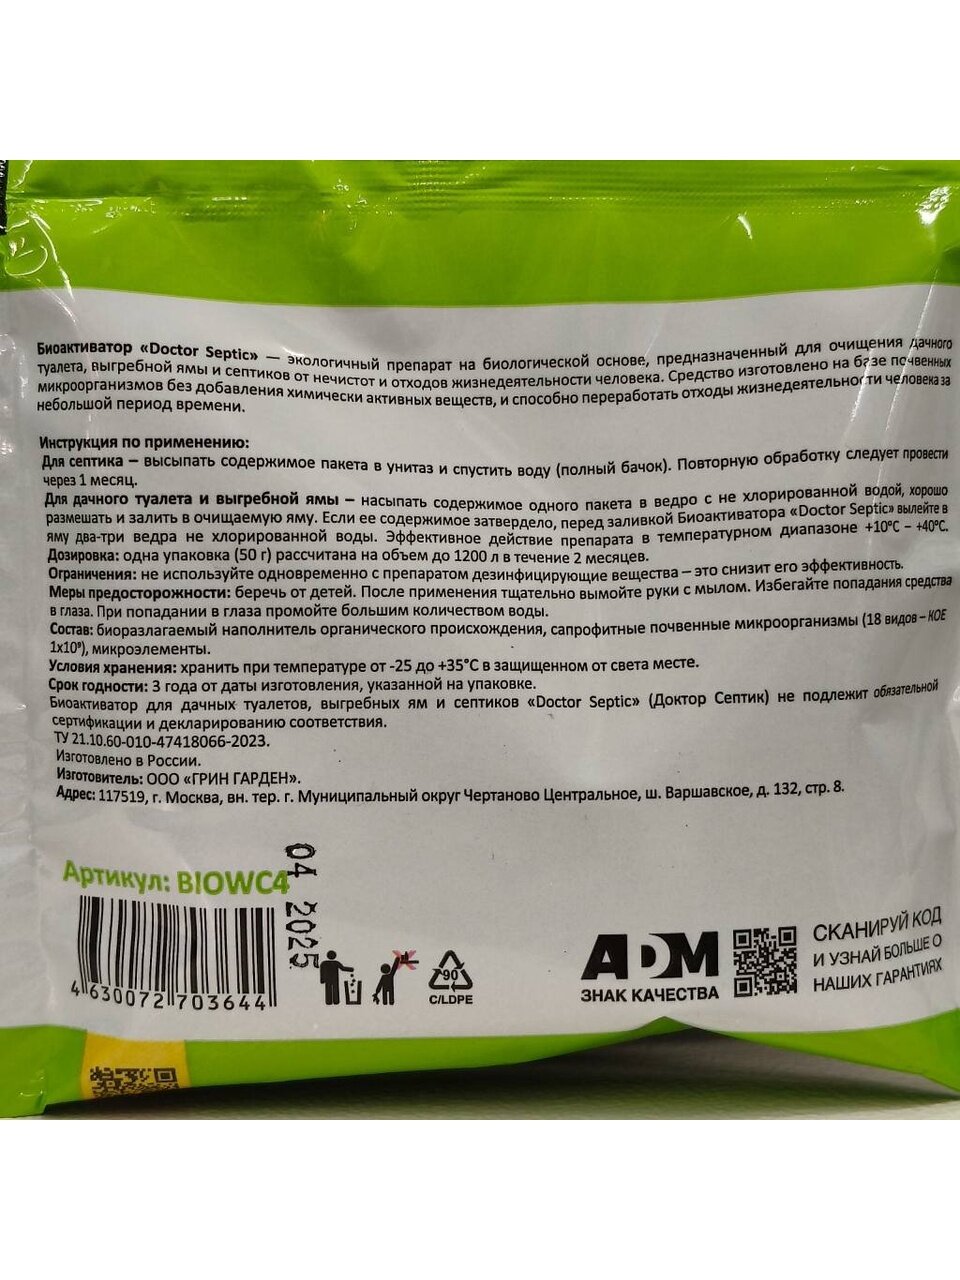 Биоактиватор «Doctor Septic» — экологичный препарат на биологической основе, предназначенный для очищения дачного
туалета, выгребной ямы и септиков от нечистот и отходов жизнедеятельности человека. Средство изготовлено на базе почвенных
микроорганизмов без добавления химически активных веществ, и способно переработать отходы жизнедеятельности человека за
небольшой период времени.
Инструкция по применению:
Для септика – высыпать содержимое пакета в унитаз и спустить воду (полный бачок). Повторную обработку следует провести
через 1 месяц.
Для дачного туалета и выгребной ямы – насыпать содержимое одного пакета в ведро с не хлорированной водой, хорошо
размешать и залить в очищаемую яму. Если ее содержимое затвердело, перед заливкой Биоактиватора «Doctor Septic» вылейте в
яму два-три ведра не хлорированной воды. Эффективное действие препарата в температурном диапазоне +10°С – +40°С.
Дозировка: одна упаковка (50 г) рассчитана на объем до 1200 л в течение 2 месяцев.
Ограничения: не используйте одновременно с препаратом дезинфицирующие вещества – это снизит его эффективность.
Меры предосторожности: беречь от детей. После применения тщательно вымойте руки с мылом. Избегайте попадания средства
в глаза. При попадании в глаза промойте большим количеством воды.
Состав: биоразлагаемый наполнитель органического происхождения, сапрофитные почвенные микроорганизмы (18 видов – КОЕ
1х10⁹), микроэлементы.
Условия хранения: хранить при температуре от -25 до +35°С в защищенном от света месте.
Срок годности: 3 года от даты изготовления, указанной на упаковке.
Биоактиватор для дачных туалетов, выгребных ям и септиков «Doctor Septic» (Доктор Септик) не подлежит обязательной
сертификации и декларированию соответствия.
ТУ 21.10.60-010-47418066-2023.
Изготовлено в России.
Изготовитель: ООО «ГРИН ГАРДЕН».
Адрес: 117519, г. Москва, вн. тер. г. Муниципальный округ Чертаново Центральное, ш. Варшавское, д. 132, стр. 8.
Артикул: BIOWC4
04 2025
4 630072 703644
90
C/LDPE
ADM
ЗНАК КАЧЕСТВА
СКАНИРУЙ КОД
И УЗНАЙ БОЛЬШЕ О
НАШИХ ГАРАНТИЯХ